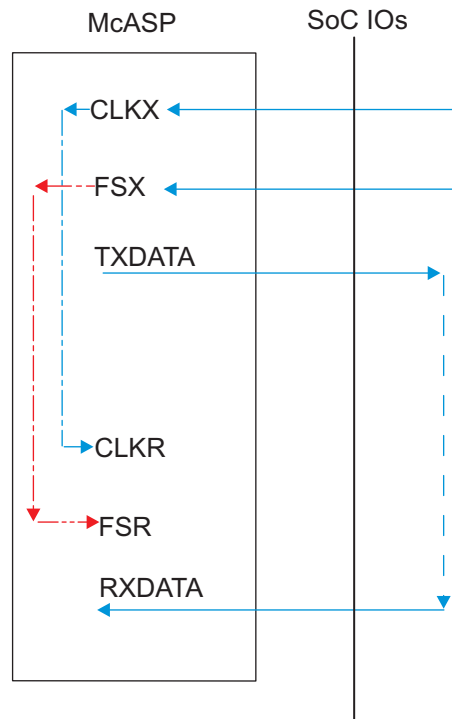 McASP
SoC IOs
CLKX
FSX
TXDATA
CLKR
FSR
RXDATA